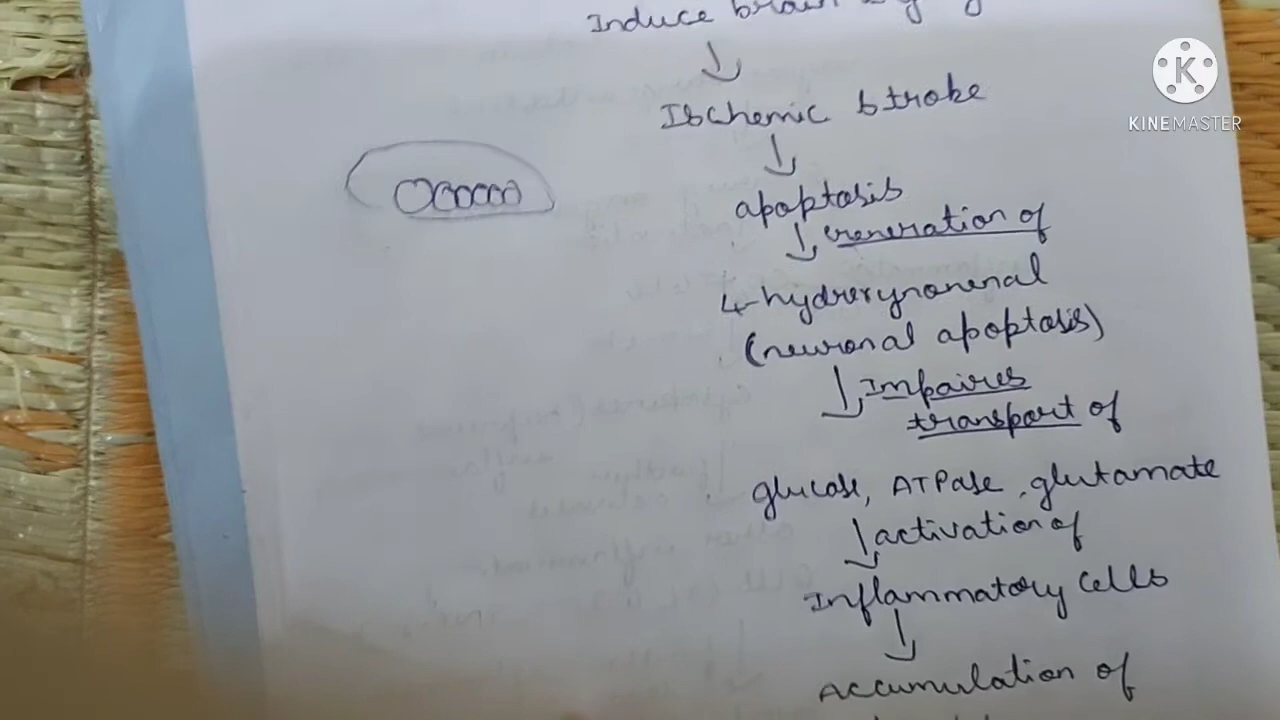 Induce brain
Ischemic stroke
apoptosis
Generation of
4-hydroxynonenal
(neuronal apoptosis)
Impaires
transport of
glucose, ATPase, glutamate
activation of
Inflammatory cells
Accumulation of
KINEMASTER